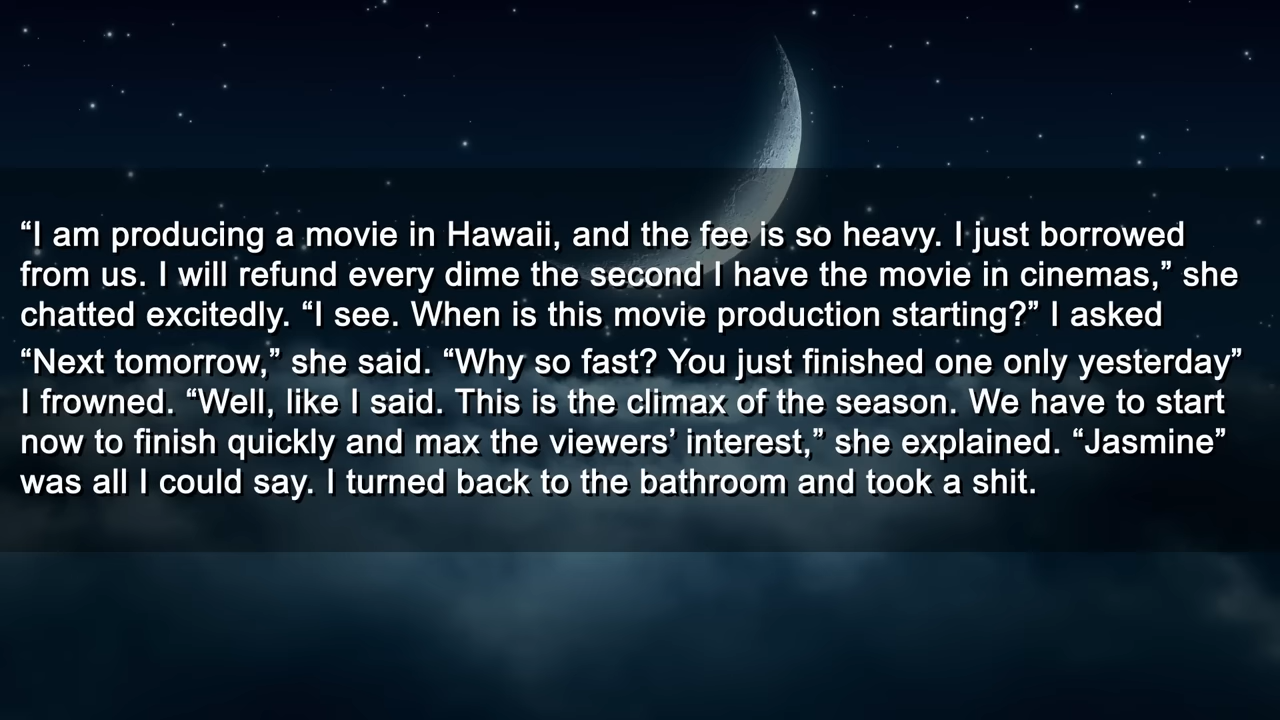 “I am producing a movie in Hawaii, and the fee is so heavy. I just borrowed
from us. I will refund every dime the second I have the movie in cinemas,” she
chatted excitedly. “I see. When is this movie production starting?” I asked
“Next tomorrow,” she said. “Why so fast? You just finished one only yesterday”
I frowned. “Well, like I said. This is the climax of the season. We have to start
now to finish quickly and max the viewers’ interest,” she explained. “Jasmine”
was all I could say. I turned back to the bathroom and took a shit.